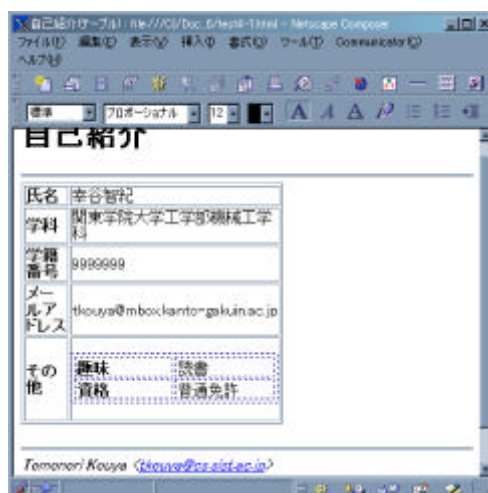 自己紹介(テーブル) : file:///C|/Doc..6/test4-1.html - Netscape Composer
ファイル(F) 編集(E) 表示(V) 挿入(I) 書式(O) ツール(T) Communicator(C)
ヘルプ(H)
標準 プロポーショナル 12
自己紹介
氏名 幸谷智紀
学科 関東学院大学工学部機械工学
科
学籍
番号 9999999
メー
ルア
ドレス tkouya@mbox.kanto-gakuin.ac.jp
その
他
趣味 読書
資格 普通免許
Tomonori Kouya <tkouya@cs.sist.ac.jp>